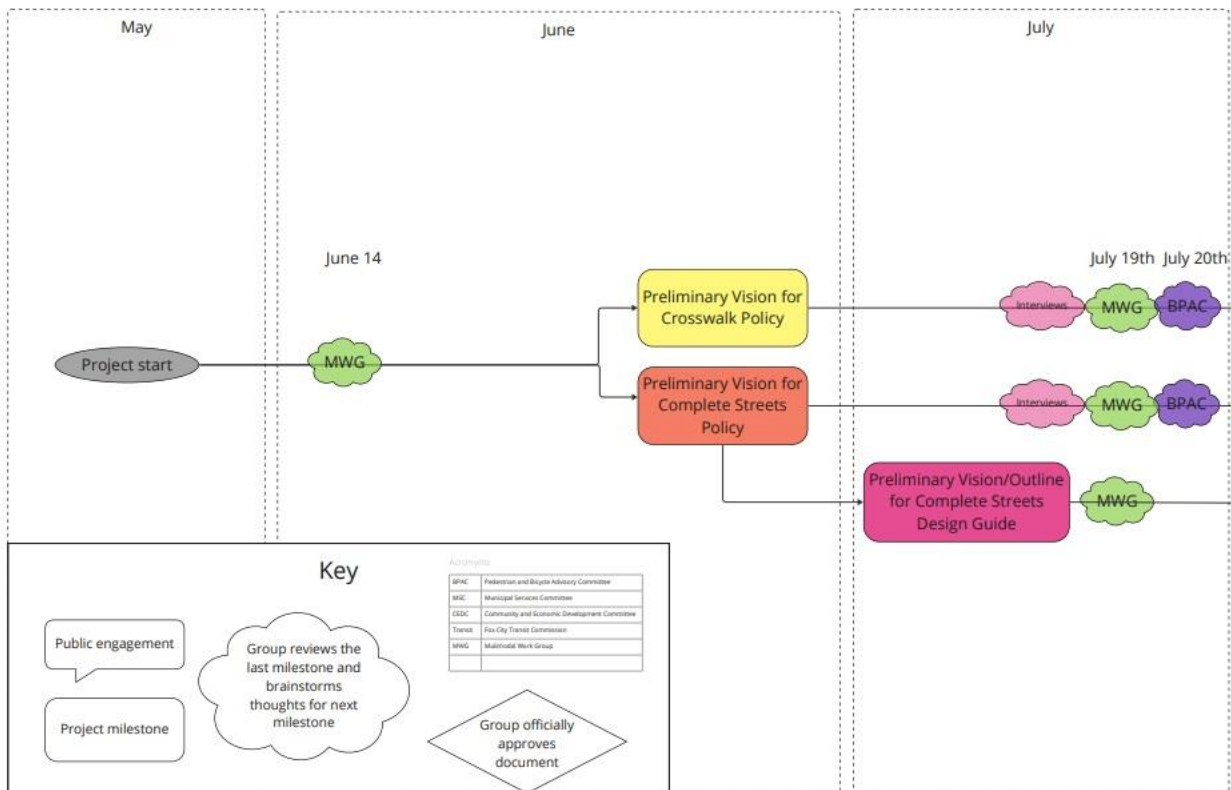 May
June
July
June 14
July 19th
July 20th
Preliminary Vision for
Crosswalk Policy
Interviews
MWG
BPAC
Project start
MWG
Preliminary Vision for
Complete Streets
Policy
Interviews
MWG
BPAC
Preliminary Vision/Outline
for Complete Streets
Design Guide
MWG
Key
Acronyms
BPAC Pedestrian and Bicycle Advisory Committee
MSC Municipal Services Committee
CEDC Community and Economic Development Committee
Transit Fox City Transit Commission
MWG Mulimodal Work Group
Public engagement
Project milestone
Group reviews the
last milestone and
brainstorms
thoughts for next
milestone
Group officially
approves
document